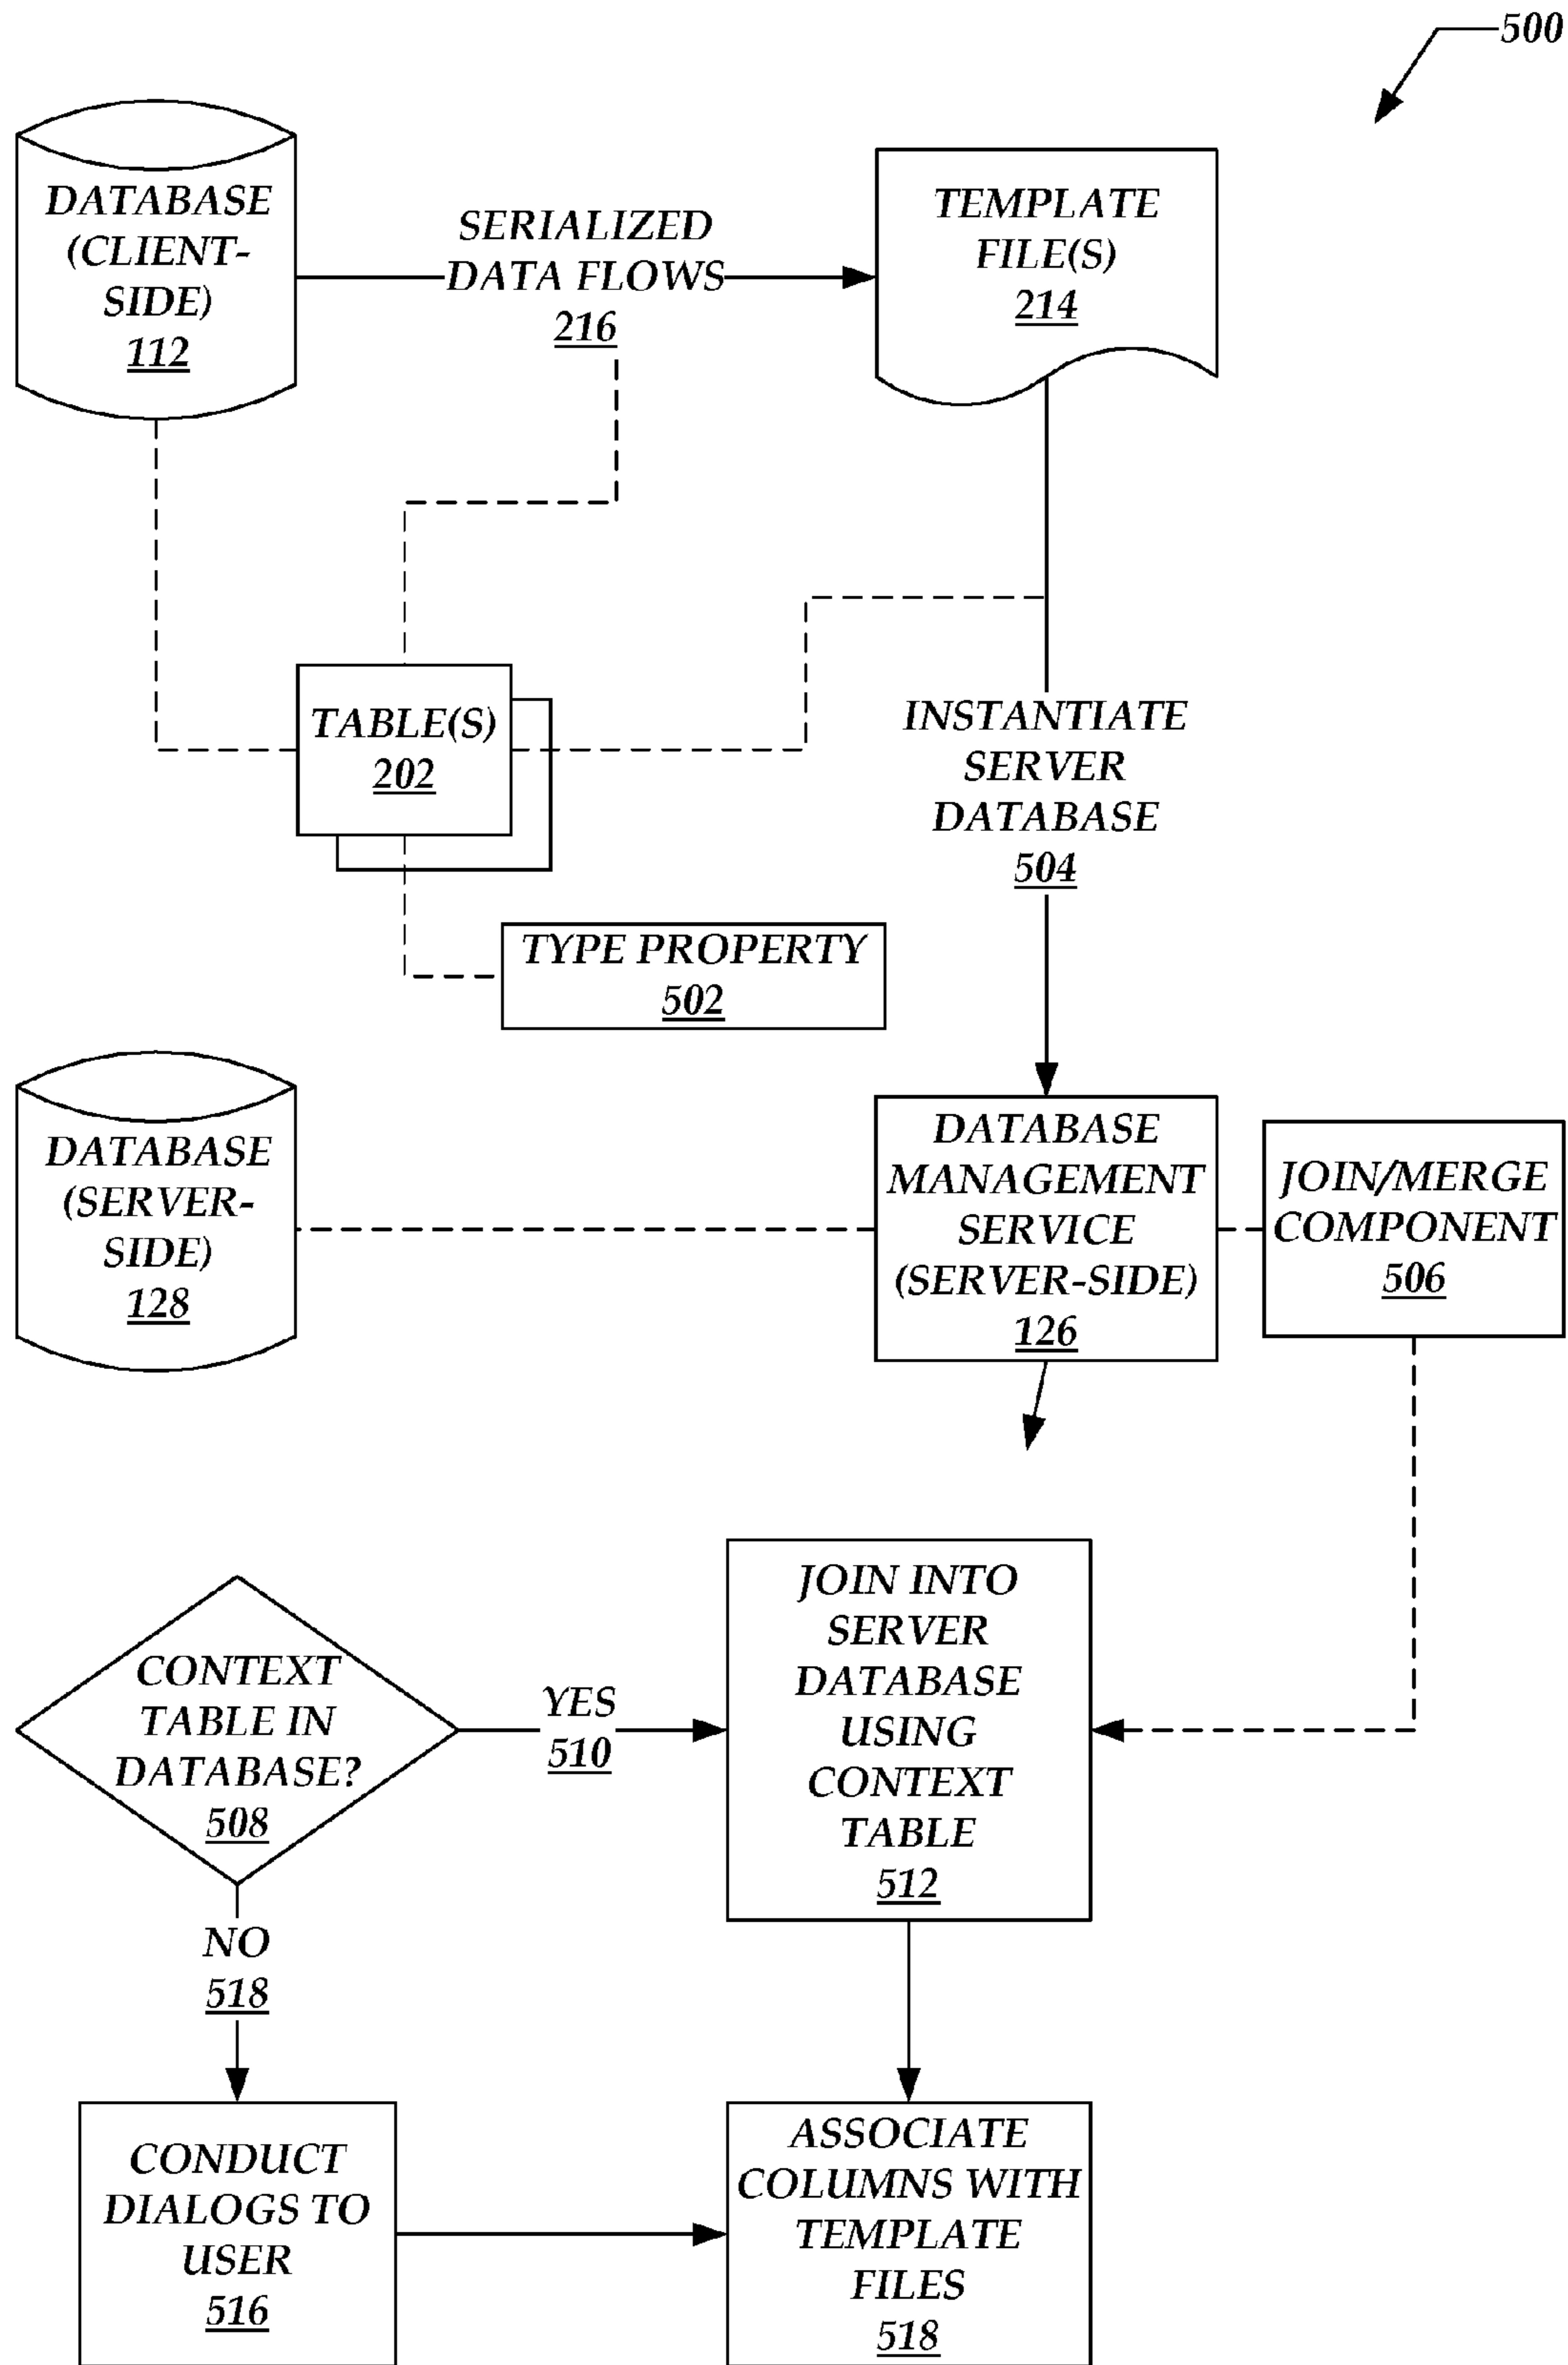 500
DATABASE
(CLIENT-
SIDE)
112
SERIALIZED
DATA FLOWS
216
TEMPLATE
FILE(S)
214
TABLE(S)
202
INSTANTIATE
SERVER
DATABASE
504
TYPE PROPERTY
502
DATABASE
(SERVER-
SIDE)
128
DATABASE
MANAGEMENT
SERVICE
(SERVER-SIDE)
126
JOIN/MERGE
COMPONENT
506
CONTEXT
TABLE IN
DATABASE?
508
YES
510
JOIN INTO
SERVER
DATABASE
USING
CONTEXT
TABLE
512
NO
518
CONDUCT
DIALOGS TO
USER
516
ASSOCIATE
COLUMNS WITH
TEMPLATE
FILES
518